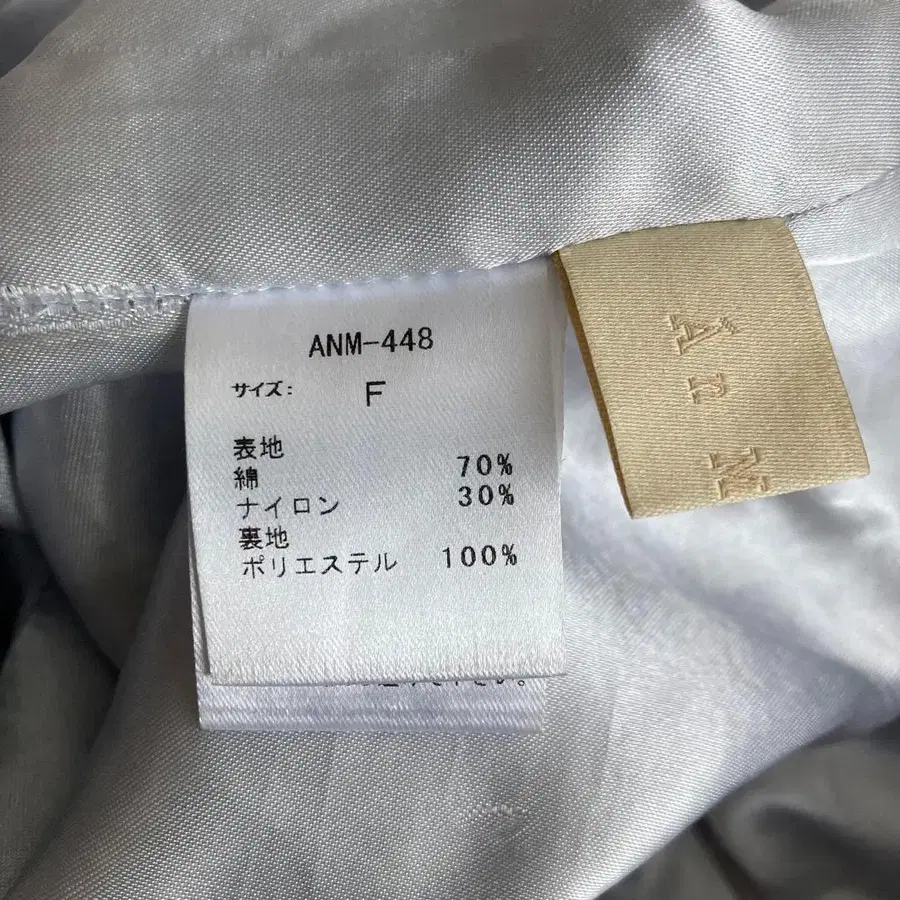 ANM-448
サイズ: F
表地
綿 70%
ナイロン 30%
裏地
ポリエステル 100%
A I M